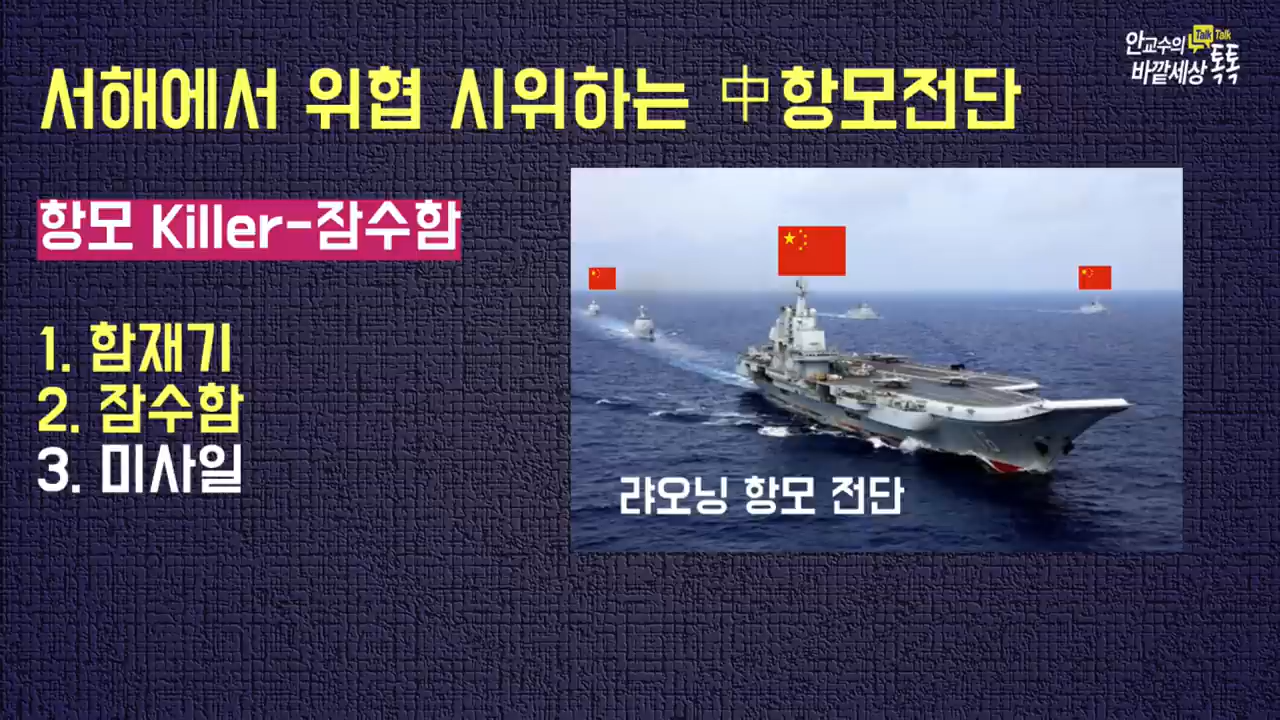 안교수의 Talk Talk
바깥세상 톡톡
서해에서 위협 시위하는 中항모전단
항모 Killer-잠수함
1. 함재기
2. 잠수함
3. 미사일
랴오닝 항모 전단